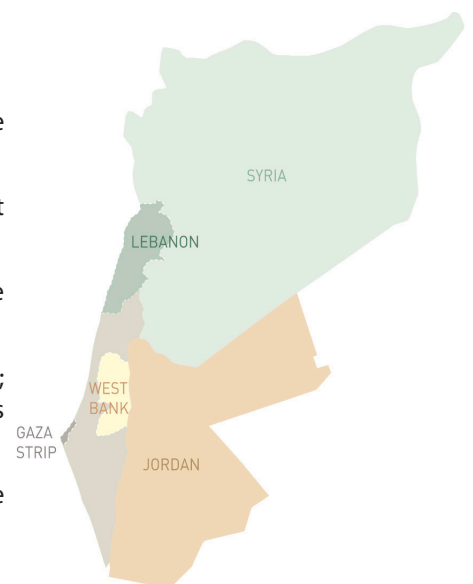 e
SYRIA
t
LEBANON
e
;
WEST
BANK
s
GAZA
STRIP
JORDAN
e